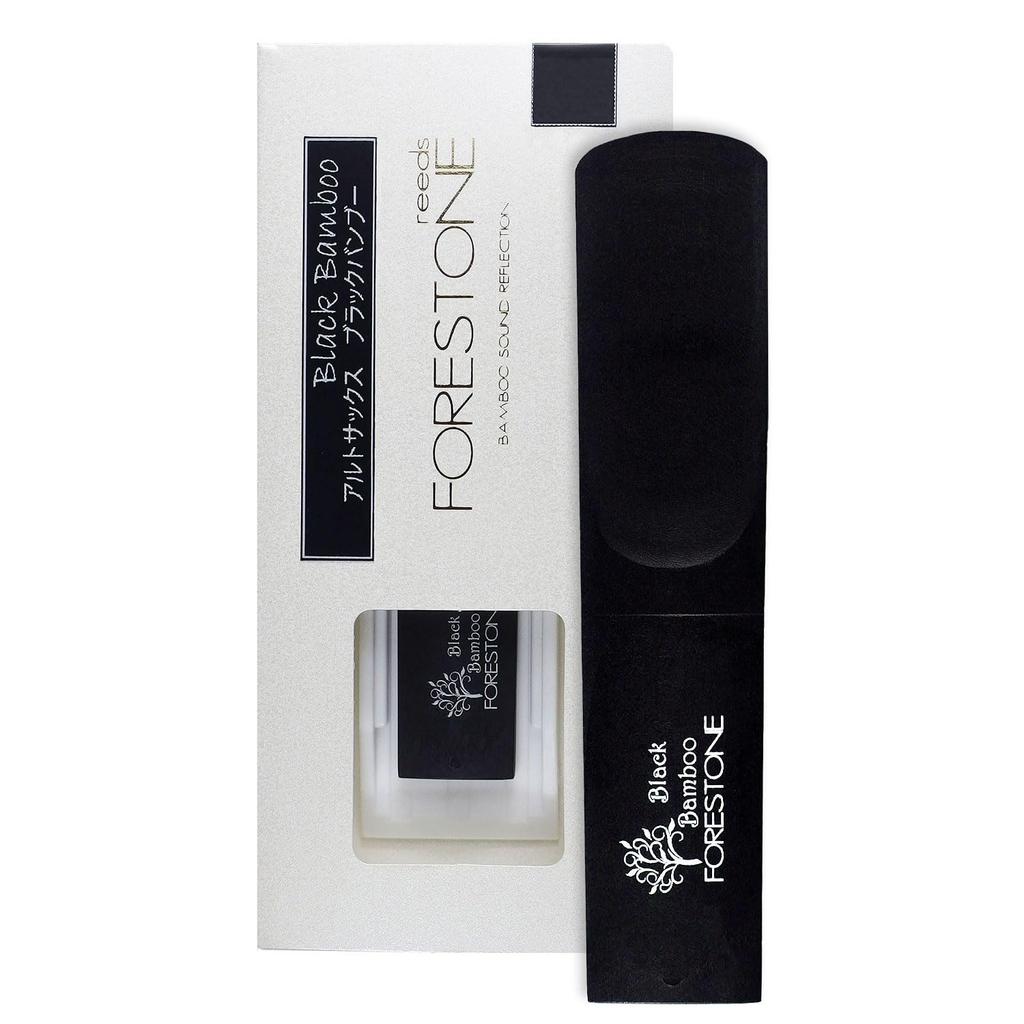 Black Bamboo
アルトサックス ブラックバンブー
reeds
FORESTONE
BAMBOO SOUND REFLECTION
Black
Bamboo
FORESTON
Black
Bamboo
FORESTONE